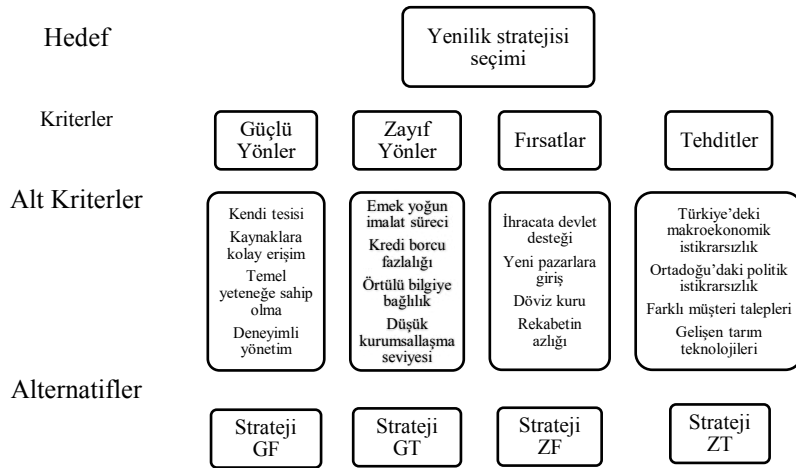 Hedef
Yenilik stratejisi
seçimi
Kriterler
Güçlü
Yönler
Zayıf
Yönler
Fırsatlar
Tehditler
Alt Kriterler
Kendi tesisi
Kaynaklara
kolay erişim
Temel
yeteneğe sahip
olma
Deneyimli
yönetim
Emek yoğun
imalat süreci
Kredi borcu
fazlalığı
Örtülü bilgiye
bağlılık
Düşük
kurumsallaşma
seviyesi
İhracata devlet
desteği
Yeni pazarlara
giriş
Döviz kuru
Rekabetin
azlığı
Türkiye’deki
makroekonomik
istikrarsızlık
Ortadoğu’daki politik
istikrarsızlık
Farklı müşteri talepleri
Gelişen tarım
teknolojileri
Alternatifler
Strateji
GF
Strateji
GT
Strateji
ZF
Strateji
ZT